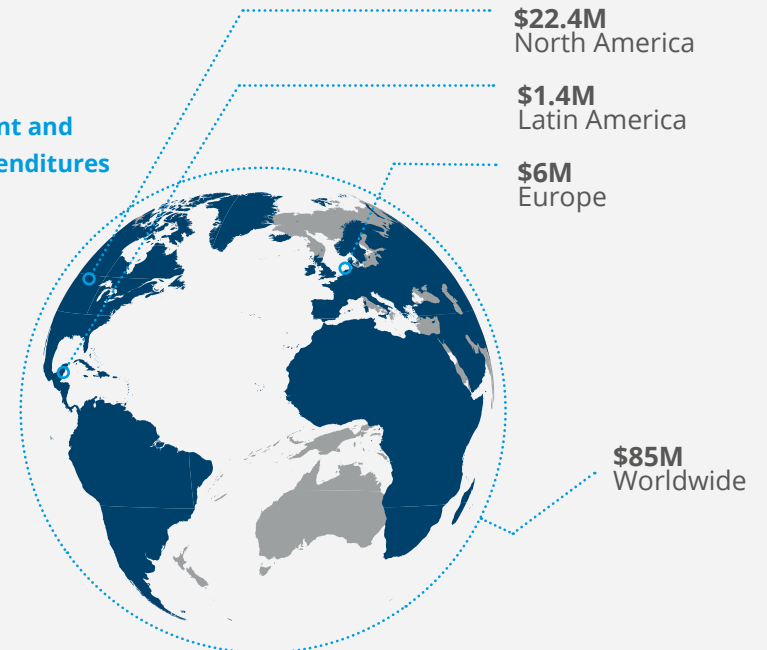 $22.4M
North America
$1.4M
Latin America
nt and
enditures
$6M
Europe
$85M
Worldwide